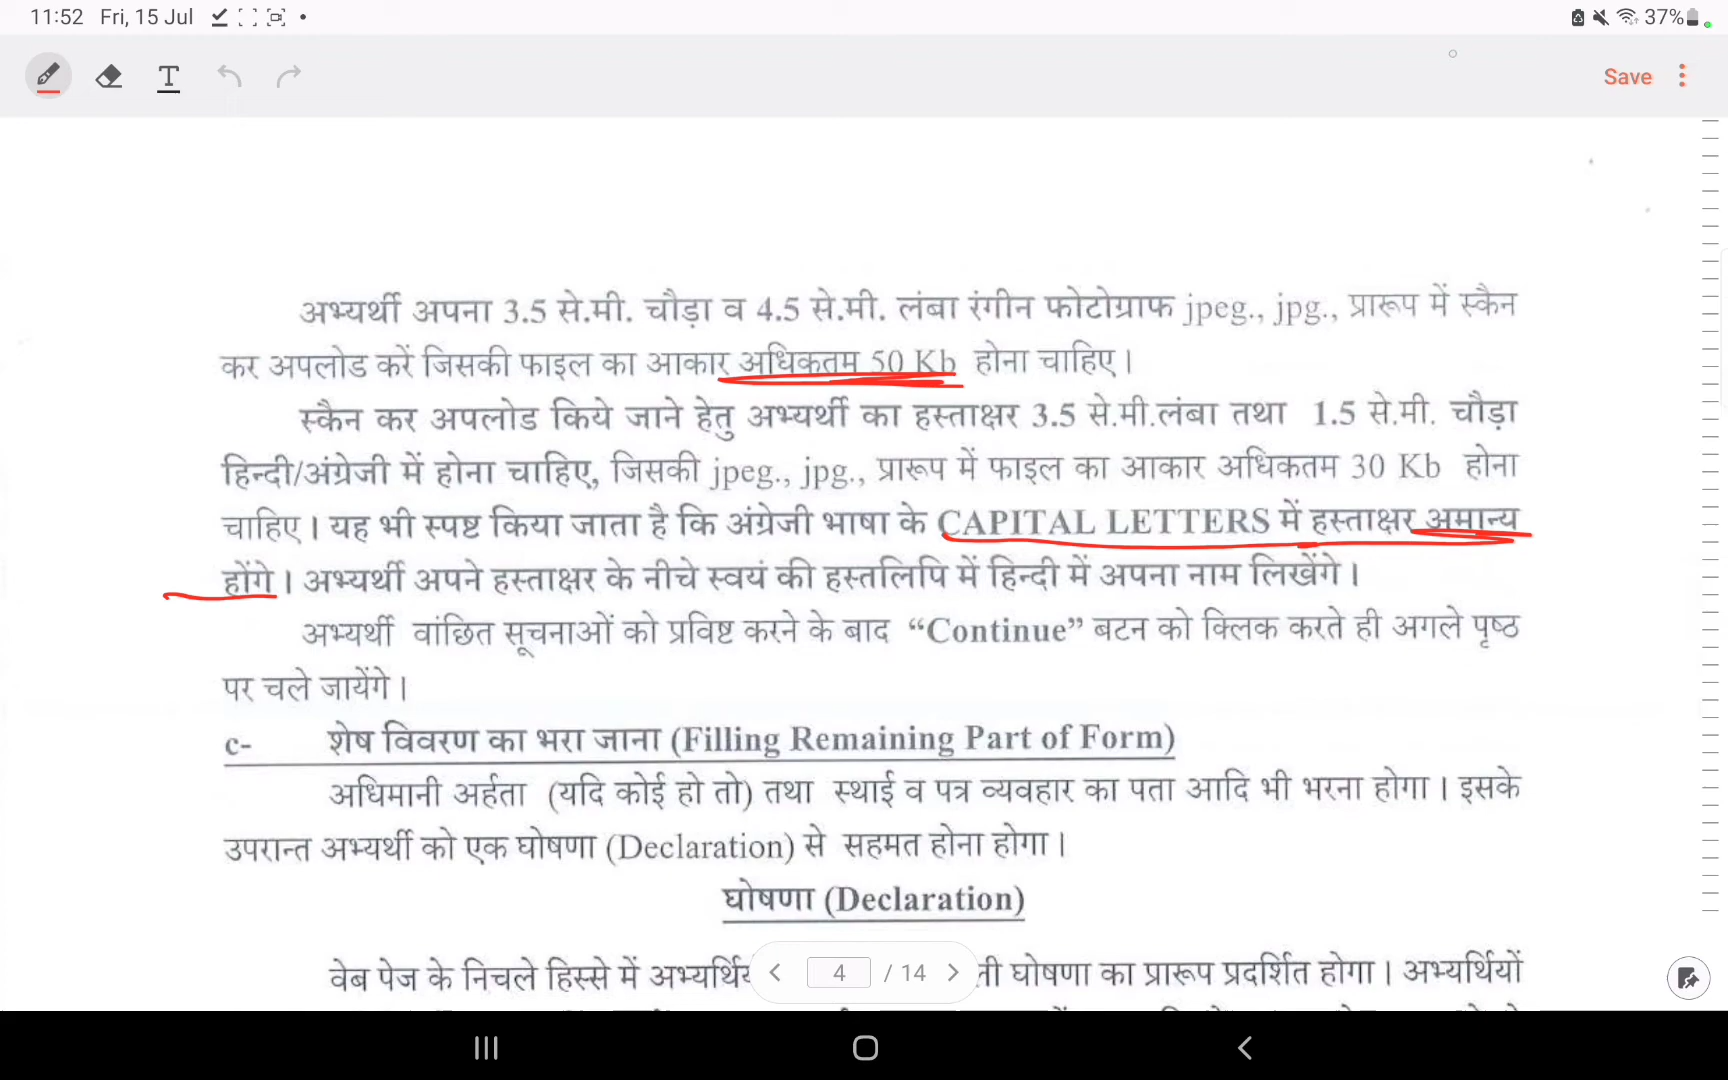 11:52 Fri, 15 Jul
37%
T
Save
अभ्यर्थी अपना 3.5 से.मी. चौड़ा व 4.5 से.मी. लंबा रंगीन फोटोग्राफ jpeg., jpg., प्रारूप में स्कैन
कर अपलोड करें जिसकी फाइल का आकार अधिकतम 50 Kb होना चाहिए।
स्कैन कर अपलोड किये जाने हेतु अभ्यर्थी का हस्ताक्षर 3.5 से.मी.लंबा तथा 1.5 से.मी. चौड़ा
हिन्दी/अंग्रेजी में होना चाहिए, जिसकी jpeg., jpg., प्रारूप में फाइल का आकार अधिकतम 30 Kb होना
चाहिए। यह भी स्पष्ट किया जाता है कि अंग्रेजी भाषा के CAPITAL LETTERS में हस्ताक्षर अमान्य
होंगे। अभ्यर्थी अपने हस्ताक्षर के नीचे स्वयं की हस्तलिपि में हिन्दी में अपना नाम लिखेंगे।
अभ्यर्थी वांछित सूचनाओं को प्रविष्ट करने के बाद “Continue” बटन को क्लिक करते ही अगले पृष्ठ
पर चले जायेंगे।
c- शेष विवरण का भरा जाना (Filling Remaining Part of Form)
अधिमानी अर्हता (यदि कोई हो तो) तथा स्थाई व पत्र व्यवहार का पता आदि भी भरना होगा। इसके
उपरान्त अभ्यर्थी को एक घोषणा (Declaration) से सहमत होना होगा।
घोषणा (Declaration)
वेब पेज के निचले हिस्से में घोषणा का प्रारूप प्रदर्शित होगा। अभ्यर्थियों
4 / 14